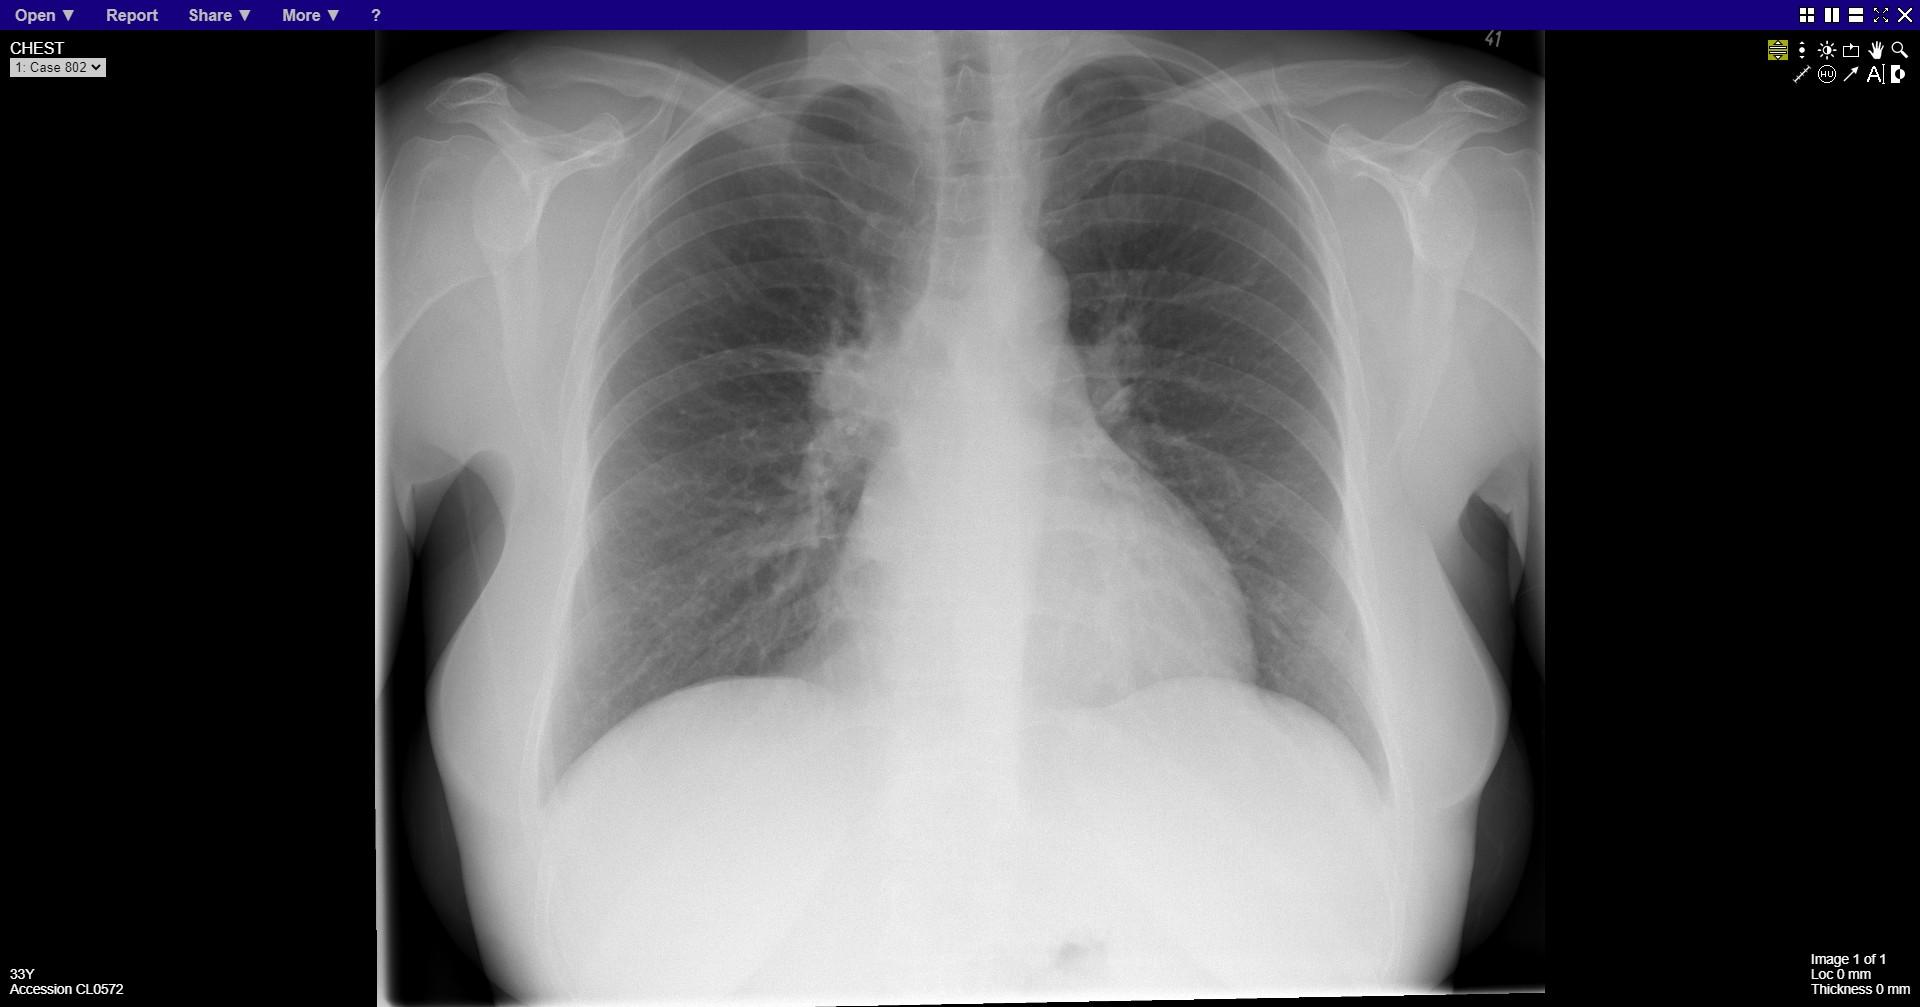 Open ▼ Report Share ▼ More ▼ ?
CHEST
1: Case 802
41
HU
A
33Y
Accession CL0572
Image 1 of 1
Loc 0 mm
Thickness 0 mm